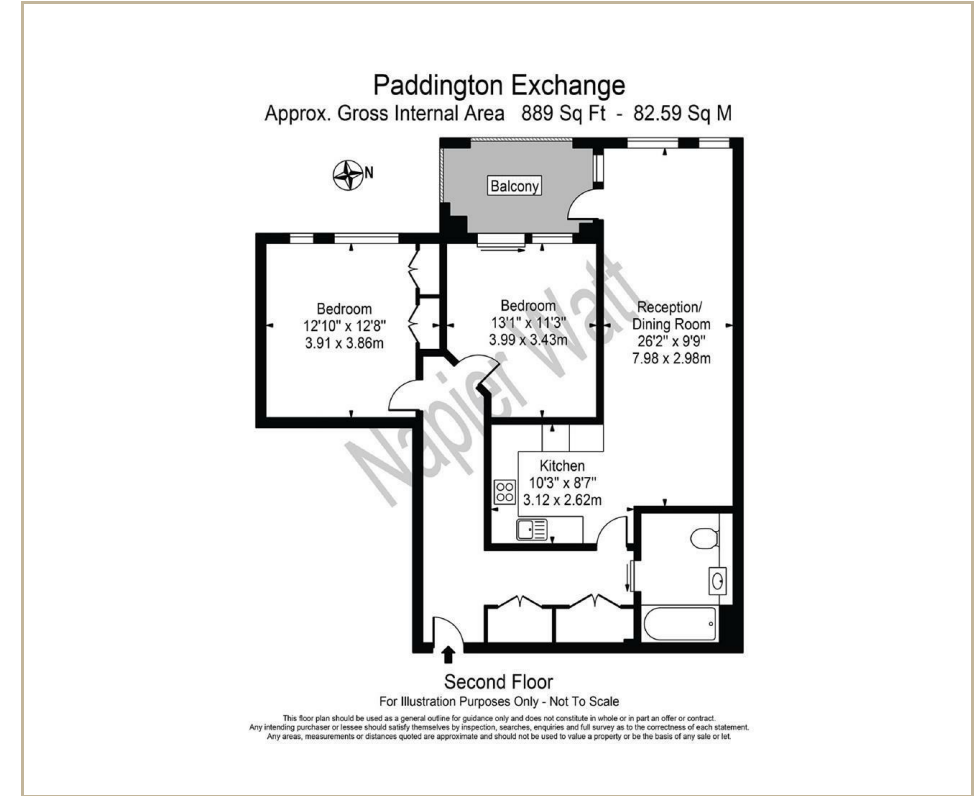 Paddington Exchange
Approx. Gross Internal Area 889 Sq Ft - 82.59 Sq M
N
Balcony
Bedroom
12'10" x 12'8"
3.91 x 3.86m
Bedroom
13'1" x 11'3"
3.99 x 3.43m
Reception/
Dining Room
26'2" x 9'9"
7.98 x 2.98m
Napier Watt
Kitchen
10'3" x 8'7"
3.12 x 2.62m
Second Floor
For Illustration Purposes Only - Not To Scale
This floor plan should be used as a general outline for guidance only and does not constitute in whole or in part an offer or contract.
Any intending purchaser or lessee should satisfy themselves by inspection, searches, enquiries and full survey as to the correctness of each statement.
Any areas, measurements or distances quoted are approximate and should not be used to value a property or be the basis of any sale or let.